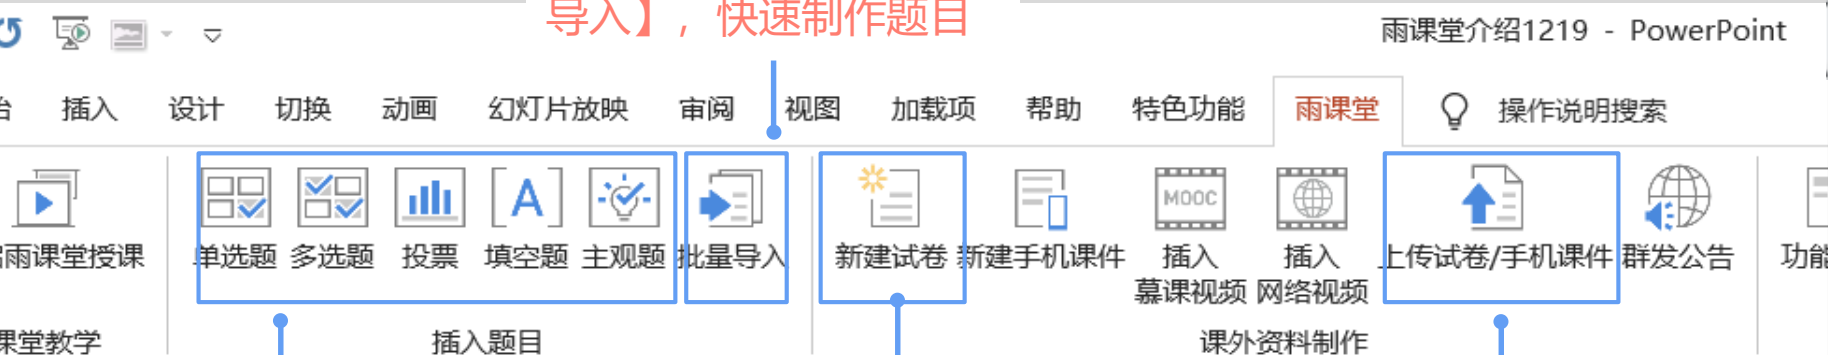 导入】，快速制作题目
雨课堂介绍1219 - PowerPoint
插入 设计 切换 动画 幻灯片放映 审阅 视图 加载项 帮助 特色功能 雨课堂 操作说明搜索
A MOOC
雨课堂授课 单选题 多选题 投票 填空题 主观题 批量导入 新建试卷 新建手机课件 插入 插入 上传试卷/手机课件 群发公告 功能
慕课视频 网络视频
课堂教学 插入题目 课外资料制作